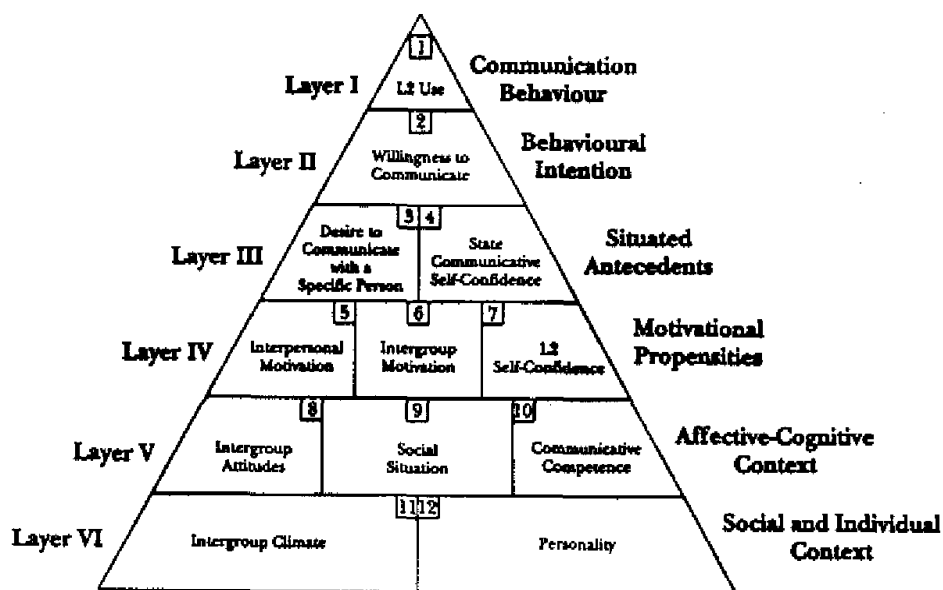 1
Layer I
L2 Use
Communication
Behaviour
2
Layer II
Willingness to
Communicate
Behavioural
Intention
3 4
Layer III
Desire to
Communicate
with a
Specific Person
State
Communicative
Self-Confidence
Situated
Antecedents
5 6 7
Layer IV
Interpersonal
Motivation
Intergroup
Motivation
L2
Self-Confidence
Motivational
Propensities
8 9 10
Layer V
Intergroup
Attitudes
Social
Situation
Communicative
Competence
Affective-Cognitive
Context
11 12
Layer VI
Intergroup Climate
Personality
Social and Individual
Context